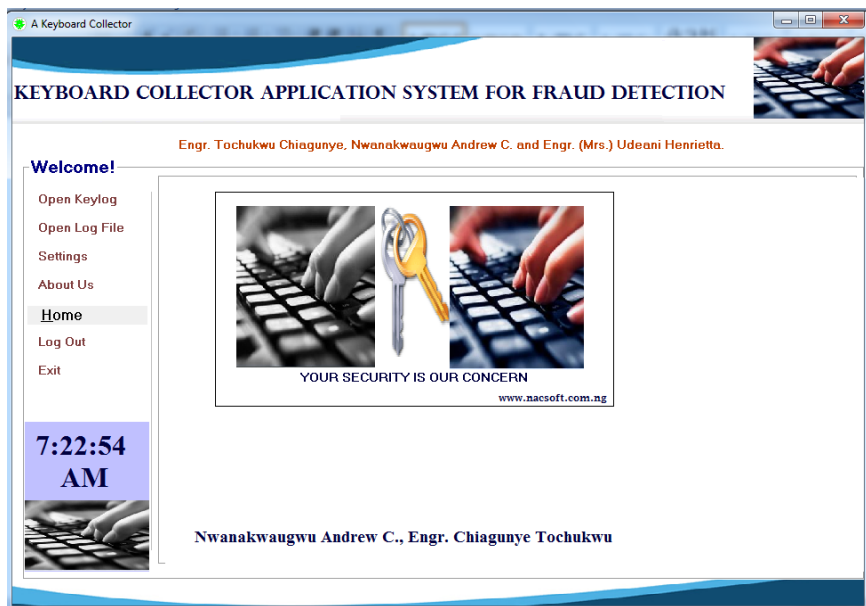 A Keyboard Collector
KEYBOARD COLLECTOR APPLICATION SYSTEM FOR FRAUD DETECTION
Engr. Tochukwu Chiagunye, Nwanakwaugwu Andrew C. and Engr. (Mrs.) Udeani Henrietta.
Welcome!
Open Keylog
Open Log File
Settings
About Us
Home
Log Out
Exit
7:22:54
AM
YOUR SECURITY IS OUR CONCERN
www.nacsoft.com.ng
Nwanakwaugwu Andrew C., Engr. Chiagunye Tochukwu